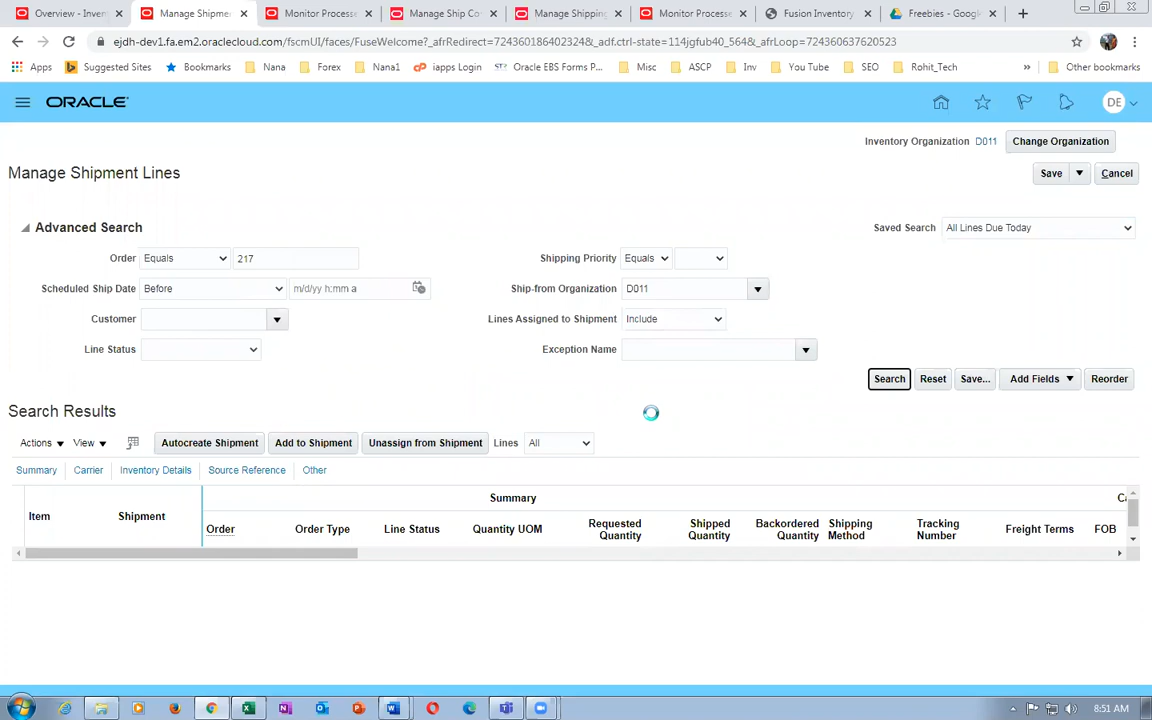 Overview - Inven
Manage Shipme
Monitor Processe
Manage Ship Co
Manage Shipping
Monitor Processe
Fusion Inventory
Freebies - Google
ejdh-dev1.fa.em2.oraclecloud.com/fscmUI/faces/FuseWelcome?_afrRedirect=724360186402324&_adf.ctrl-state=114jgfub40_564&_afrLoop=724360637620523
Apps Suggested Sites Bookmarks Nana Forex Nana1 iapps Login Oracle EBS Forms P... Misc ASCP Inv You Tube SEO Rohit_Tech » Other bookmarks
ORACLE DE
Inventory Organization D011 Change Organization
Manage Shipment Lines Save Cancel
Advanced Search Saved Search All Lines Due Today
Order Equals 217 Shipping Priority Equals
Scheduled Ship Date Before m/d/yy h:mm a Ship-from Organization D011
Customer Lines Assigned to Shipment Include
Line Status Exception Name
Search Reset Save... Add Fields Reorder
Search Results
Actions View Autocreate Shipment Add to Shipment Unassign from Shipment Lines All
Summary Carrier Inventory Details Source Reference Other
Summary
Item Shipment Order Order Type Line Status Quantity UOM Requested Quantity Shipped Quantity Backordered Quantity Shipping Method Tracking Number Freight Terms FOB
8:51 AM